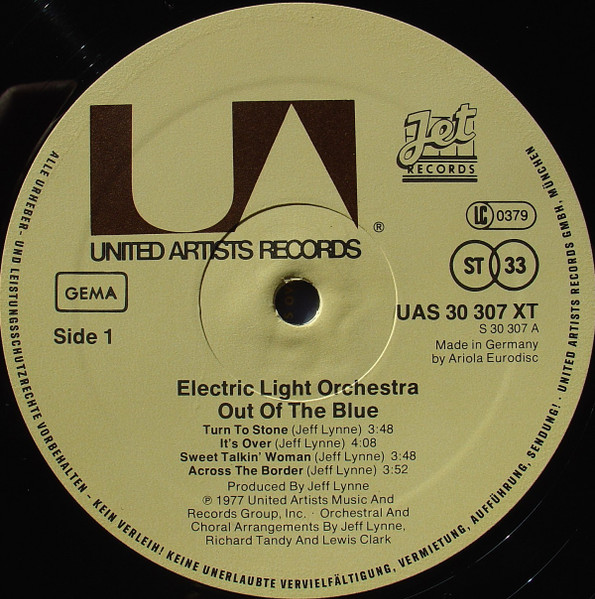 UA
Jet
RECORDS
®
UNITED ARTISTS RECORDS
LC 0379
ST 33
GEMA
UAS 30 307 XT
S 30 307 A
Side 1
Made in Germany
by Ariola Eurodisc
Electric Light Orchestra
Out Of The Blue
Turn To Stone (Jeff Lynne) 3:48
It's Over (Jeff Lynne) 4:08
Sweet Talkin' Woman (Jeff Lynne) 3:48
Across The Border (Jeff Lynne) 3:52
Produced By Jeff Lynne
℗ 1977 United Artists Music And
Records Group, Inc. · Orchestral And
Choral Arrangements By Jeff Lynne,
Richard Tandy And Lewis Clark
ALLE URHEBER- UND LEISTUNGSSCHUTZRECHTE VORBEHALTEN - KEIN VERLEIH! KEINE UNERLAUBTE VERVIELFÄLTIGUNG, VERMIETUNG, AUFFÜHRUNG, SENDUNG! · UNITED ARTISTS RECORDS GMBH, MÜNCHEN